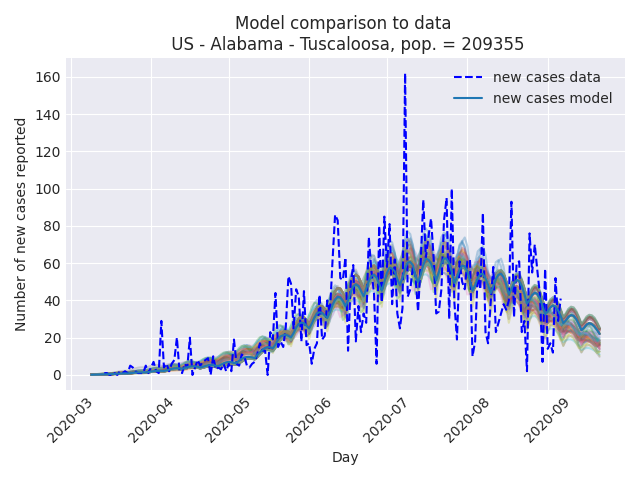 Model comparison to data
US - Alabama - Tuscaloosa, pop. = 209355
new cases data
new cases model
Number of new cases reported
160
140
120
100
80
60
40
20
0
2020-03
2020-04
2020-05
2020-06
2020-07
2020-08
2020-09
Day